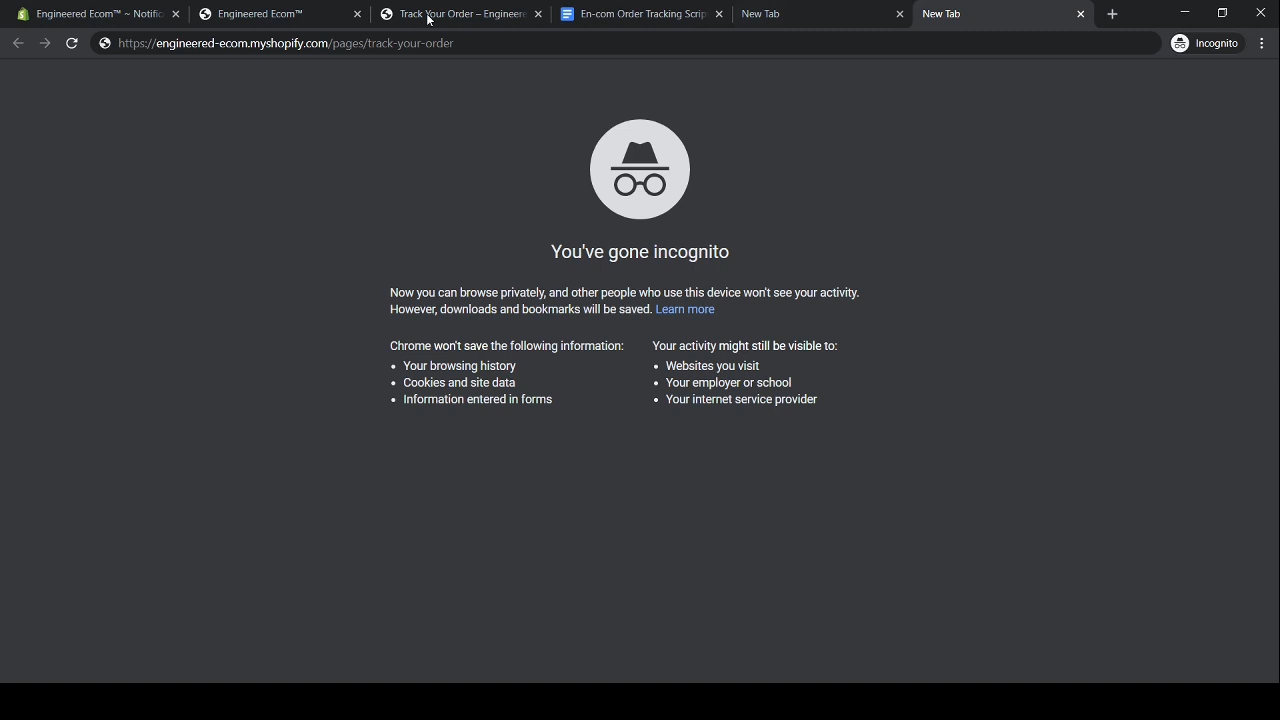 Engineered Ecom™ ~ Notific
Engineered Ecom™
Track Your Order – Engineere
En-com Order Tracking Scrip
New Tab
New Tab
https://engineered-ecom.myshopify.com/pages/track-your-order
Incognito
You've gone incognito
Now you can browse privately, and other people who use this device won't see your activity.
However, downloads and bookmarks will be saved. Learn more
Chrome won't save the following information:
• Your browsing history
• Cookies and site data
• Information entered in forms
Your activity might still be visible to:
• Websites you visit
• Your employer or school
• Your internet service provider